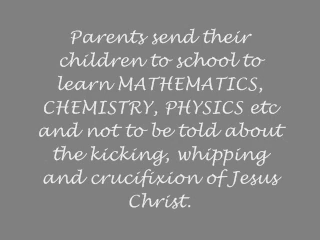 Parents send their
children to school to
learn MATHEMATICS,
CHEMISTRY, PHYSICS etc
and not to be told about
the kicking, whipping
and crucifixion of Jesus
Christ.